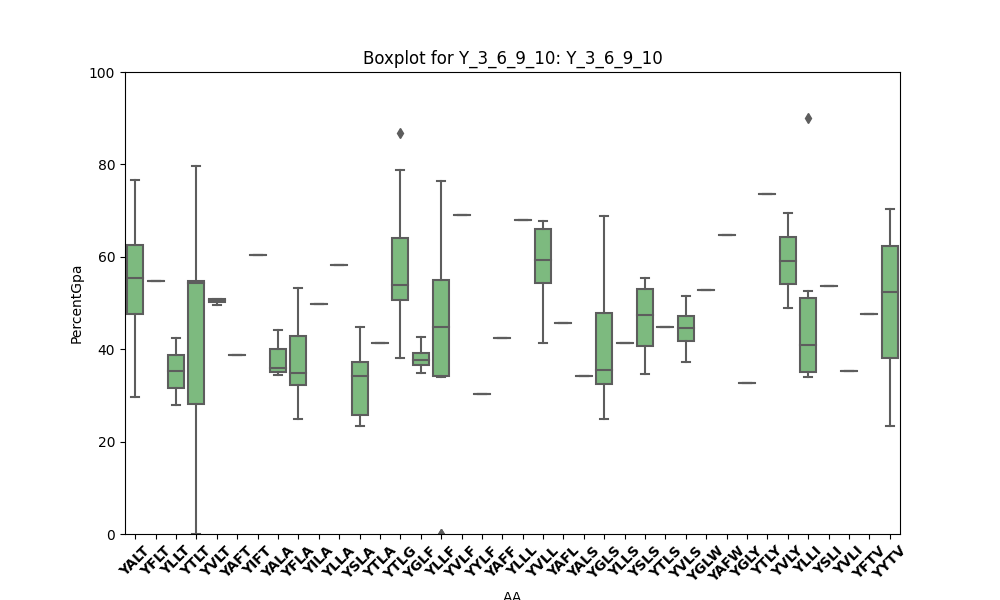 Boxplot for Y_3_6_9_10: Y_3_6_9_10
100
80
60
40
20
0
PercentGpa
YALT YFLT YLLT YTLT YVLT YAFT YIFT YALA YFLA YILA YLLA YSLA YTLA YTLG YGLF YLLF YVLF YYLF YAFF YLLL YVLL YAFL YALS YGLS YLLS YSLS YTLS YVLS YGLW YAFW YGLY YTLY YVLY YLLI YSLI YVLI YFTV YYTV
AA